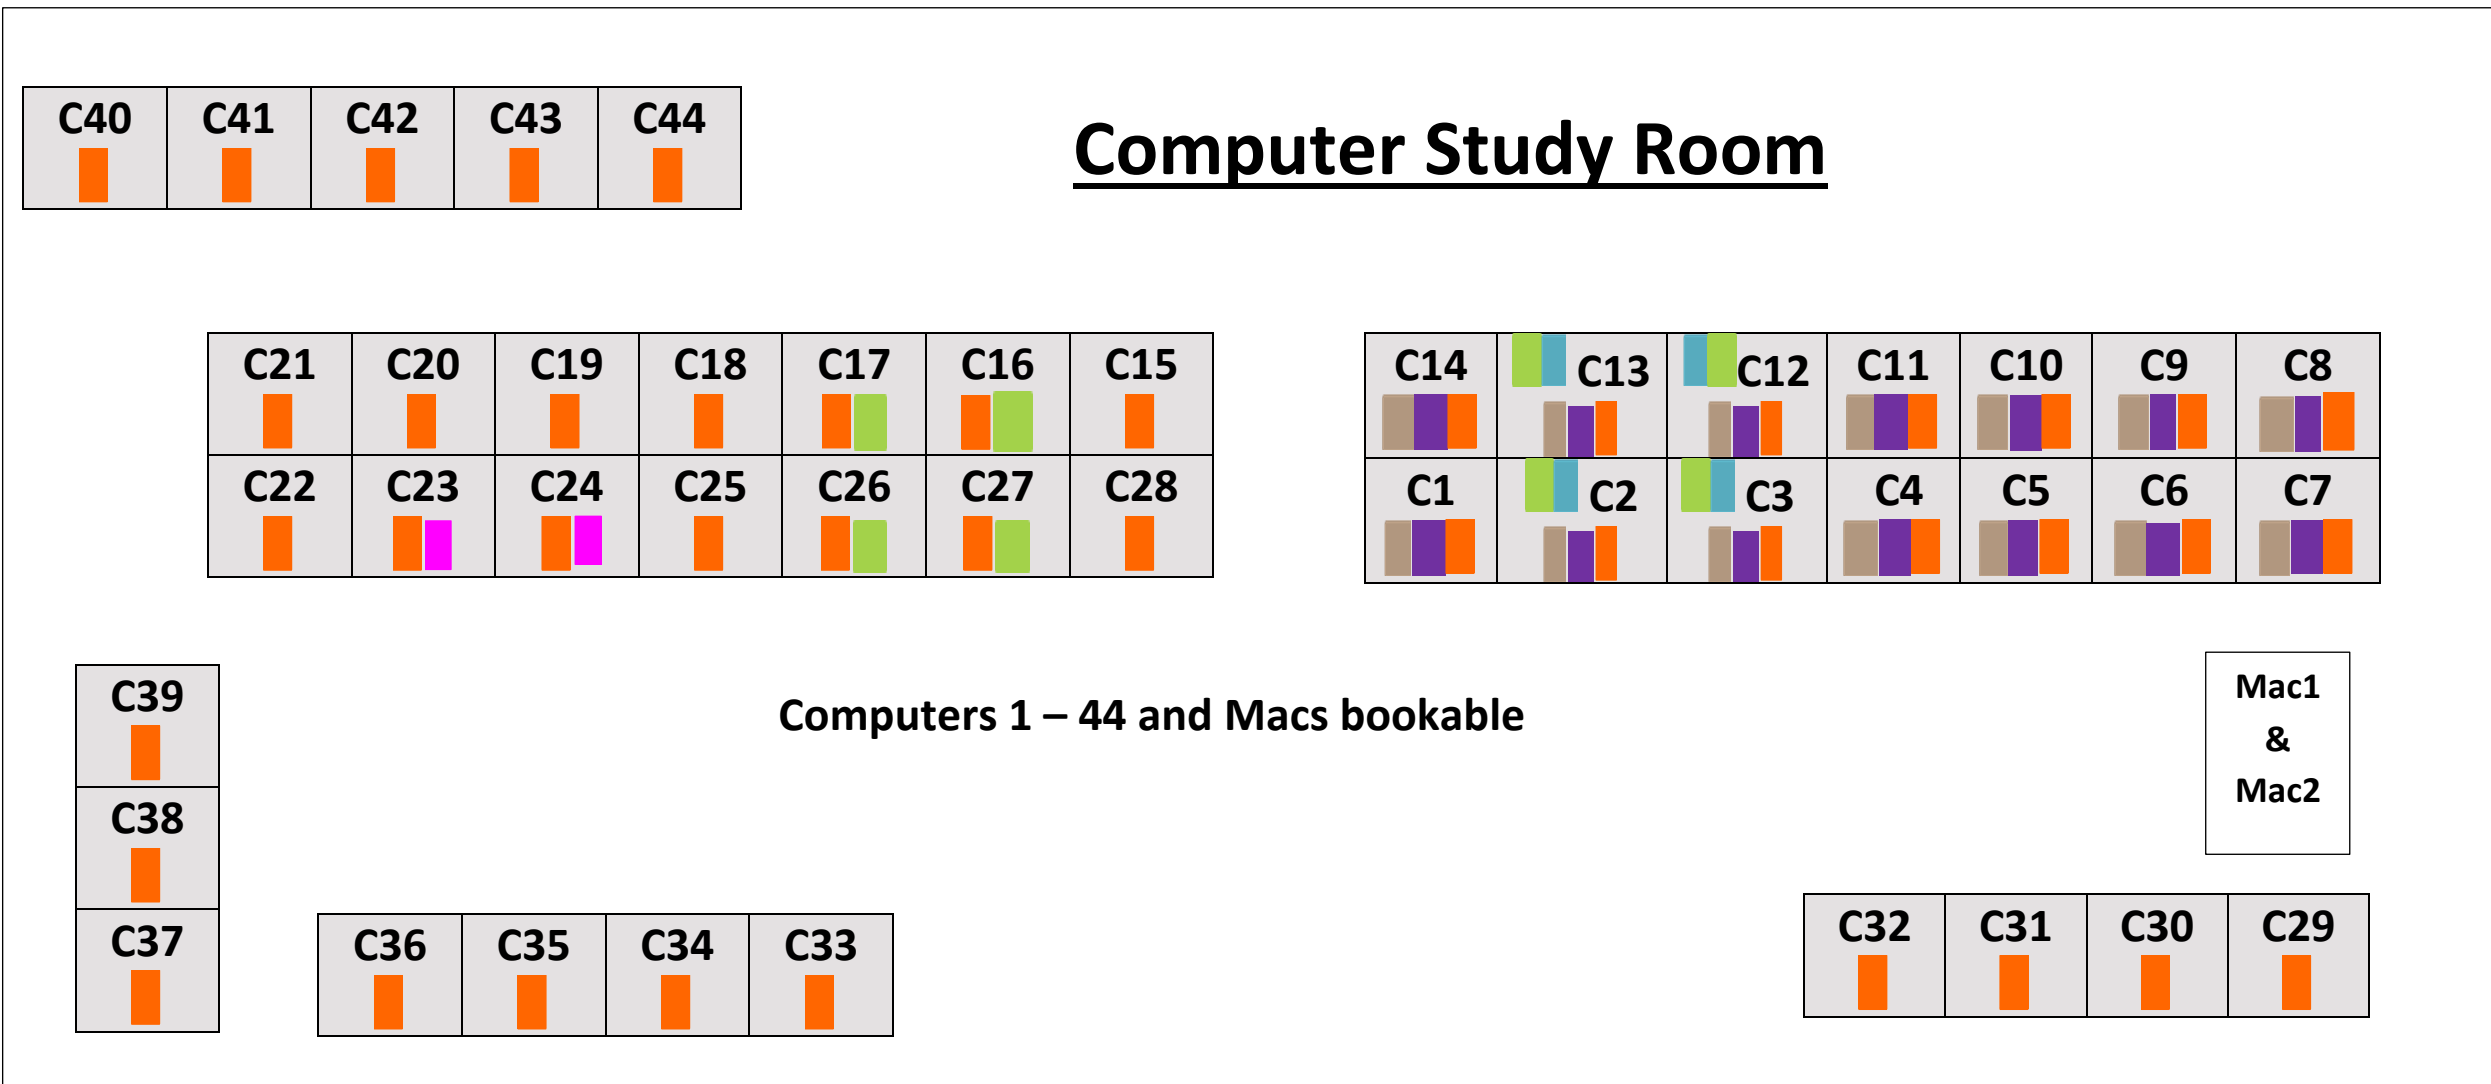 C40 C41 C42 C43 C44
Computer Study Room
C21 C20 C19 C18 C17 C16 C15
C22 C23 C24 C25 C26 C27 C28
C14 C13 C12 C11 C10 C9 C8
C1 C2 C3 C4 C5 C6 C7
C39
C38
C37
Computers 1 – 44 and Macs bookable
Mac1
&
Mac2
C36 C35 C34 C33
C32 C31 C30 C29